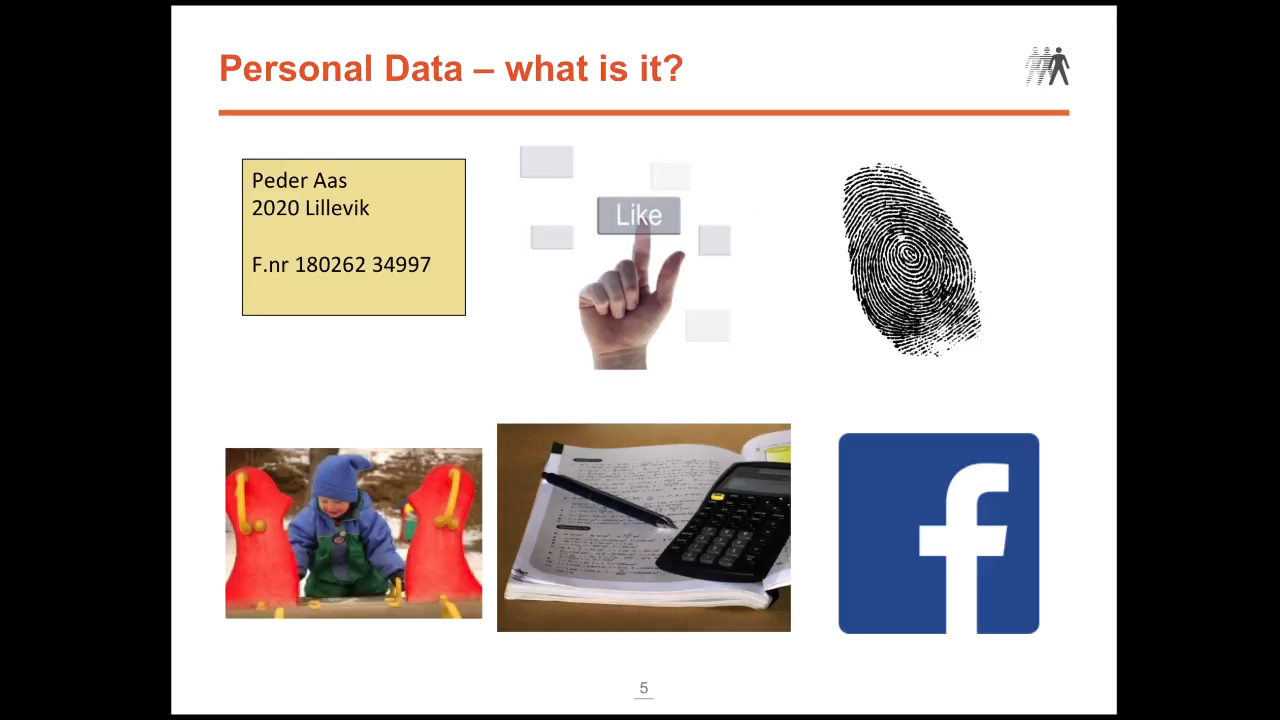 Personal Data – what is it?
Peder Aas
2020 Lillevik
F.nr 180262 34997
Like
5